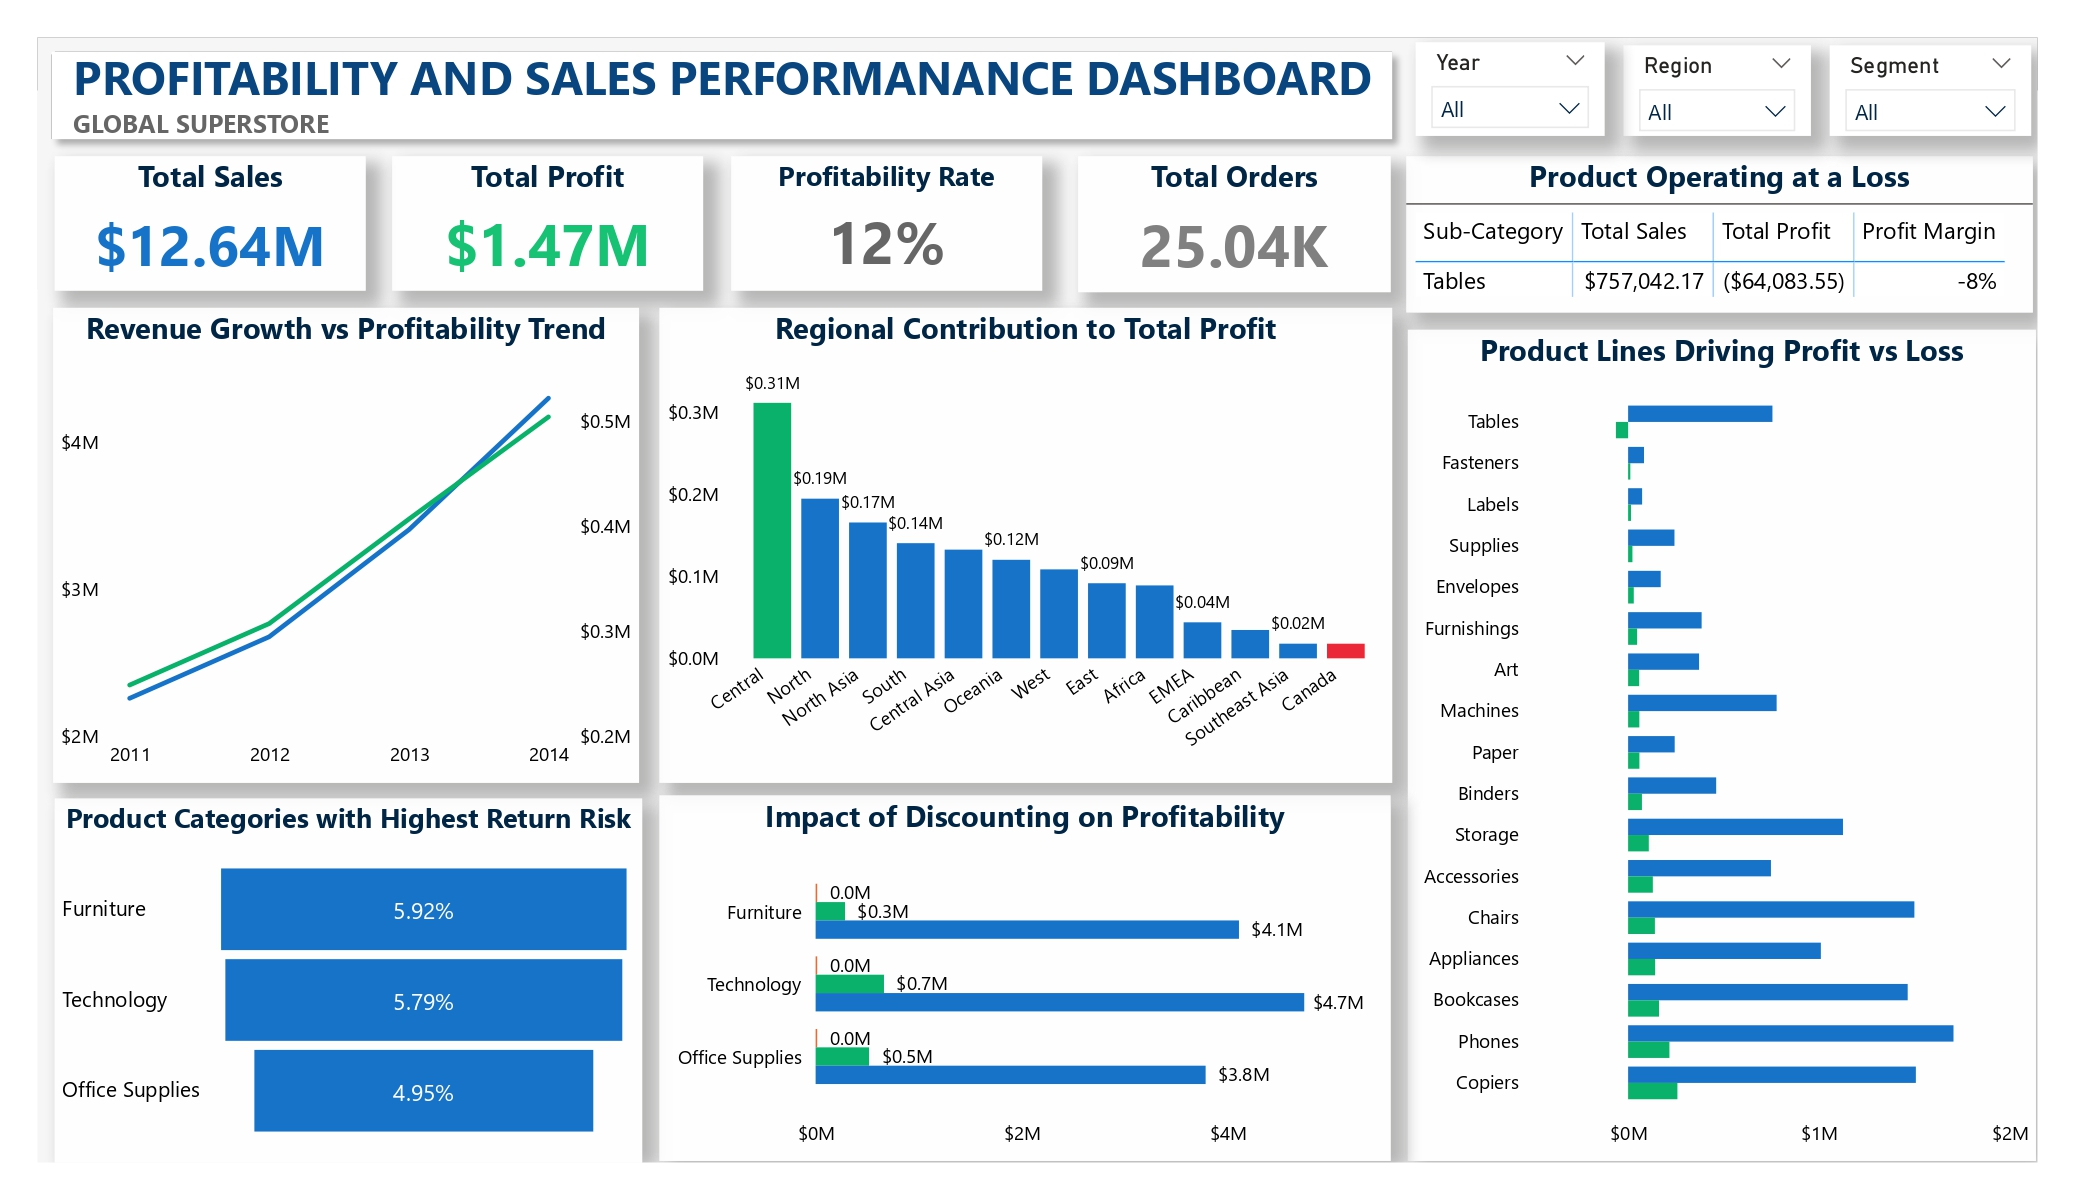 PROFITABILITY AND SALES PERFORMANANCE DASHBOARD
GLOBAL SUPERSTORE
Year
All
Region
All
Segment
All
Total Sales
$12.64M
Total Profit
$1.47M
Profitability Rate
12%
Total Orders
25.04K
Product Operating at a Loss
Sub-Category Total Sales Total Profit Profit Margin
Tables $757,042.17 ($64,083.55) -8%
Revenue Growth vs Profitability Trend
$4M
$3M
$2M
$0.5M
$0.4M
$0.3M
$0.2M
2011 2012 2013 2014
Regional Contribution to Total Profit
$0.3M
$0.2M
$0.1M
$0.0M
$0.31M
$0.19M
$0.17M
$0.14M
$0.12M
$0.09M
$0.04M
$0.02M
Central
North
North Asia
South
Central Asia
Oceania
West
East
Africa
EMEA
Caribbean
Southeast Asia
Canada
Product Lines Driving Profit vs Loss
Tables
Fasteners
Labels
Supplies
Envelopes
Furnishings
Art
Machines
Paper
Binders
Storage
Accessories
Chairs
Appliances
Bookcases
Phones
Copiers
$0M $1M $2M
Product Categories with Highest Return Risk
Furniture 5.92%
Technology 5.79%
Office Supplies 4.95%
Impact of Discounting on Profitability
Furniture
0.0M
$0.3M
$4.1M
Technology
0.0M
$0.7M
$4.7M
Office Supplies
0.0M
$0.5M
$3.8M
$0M $2M $4M